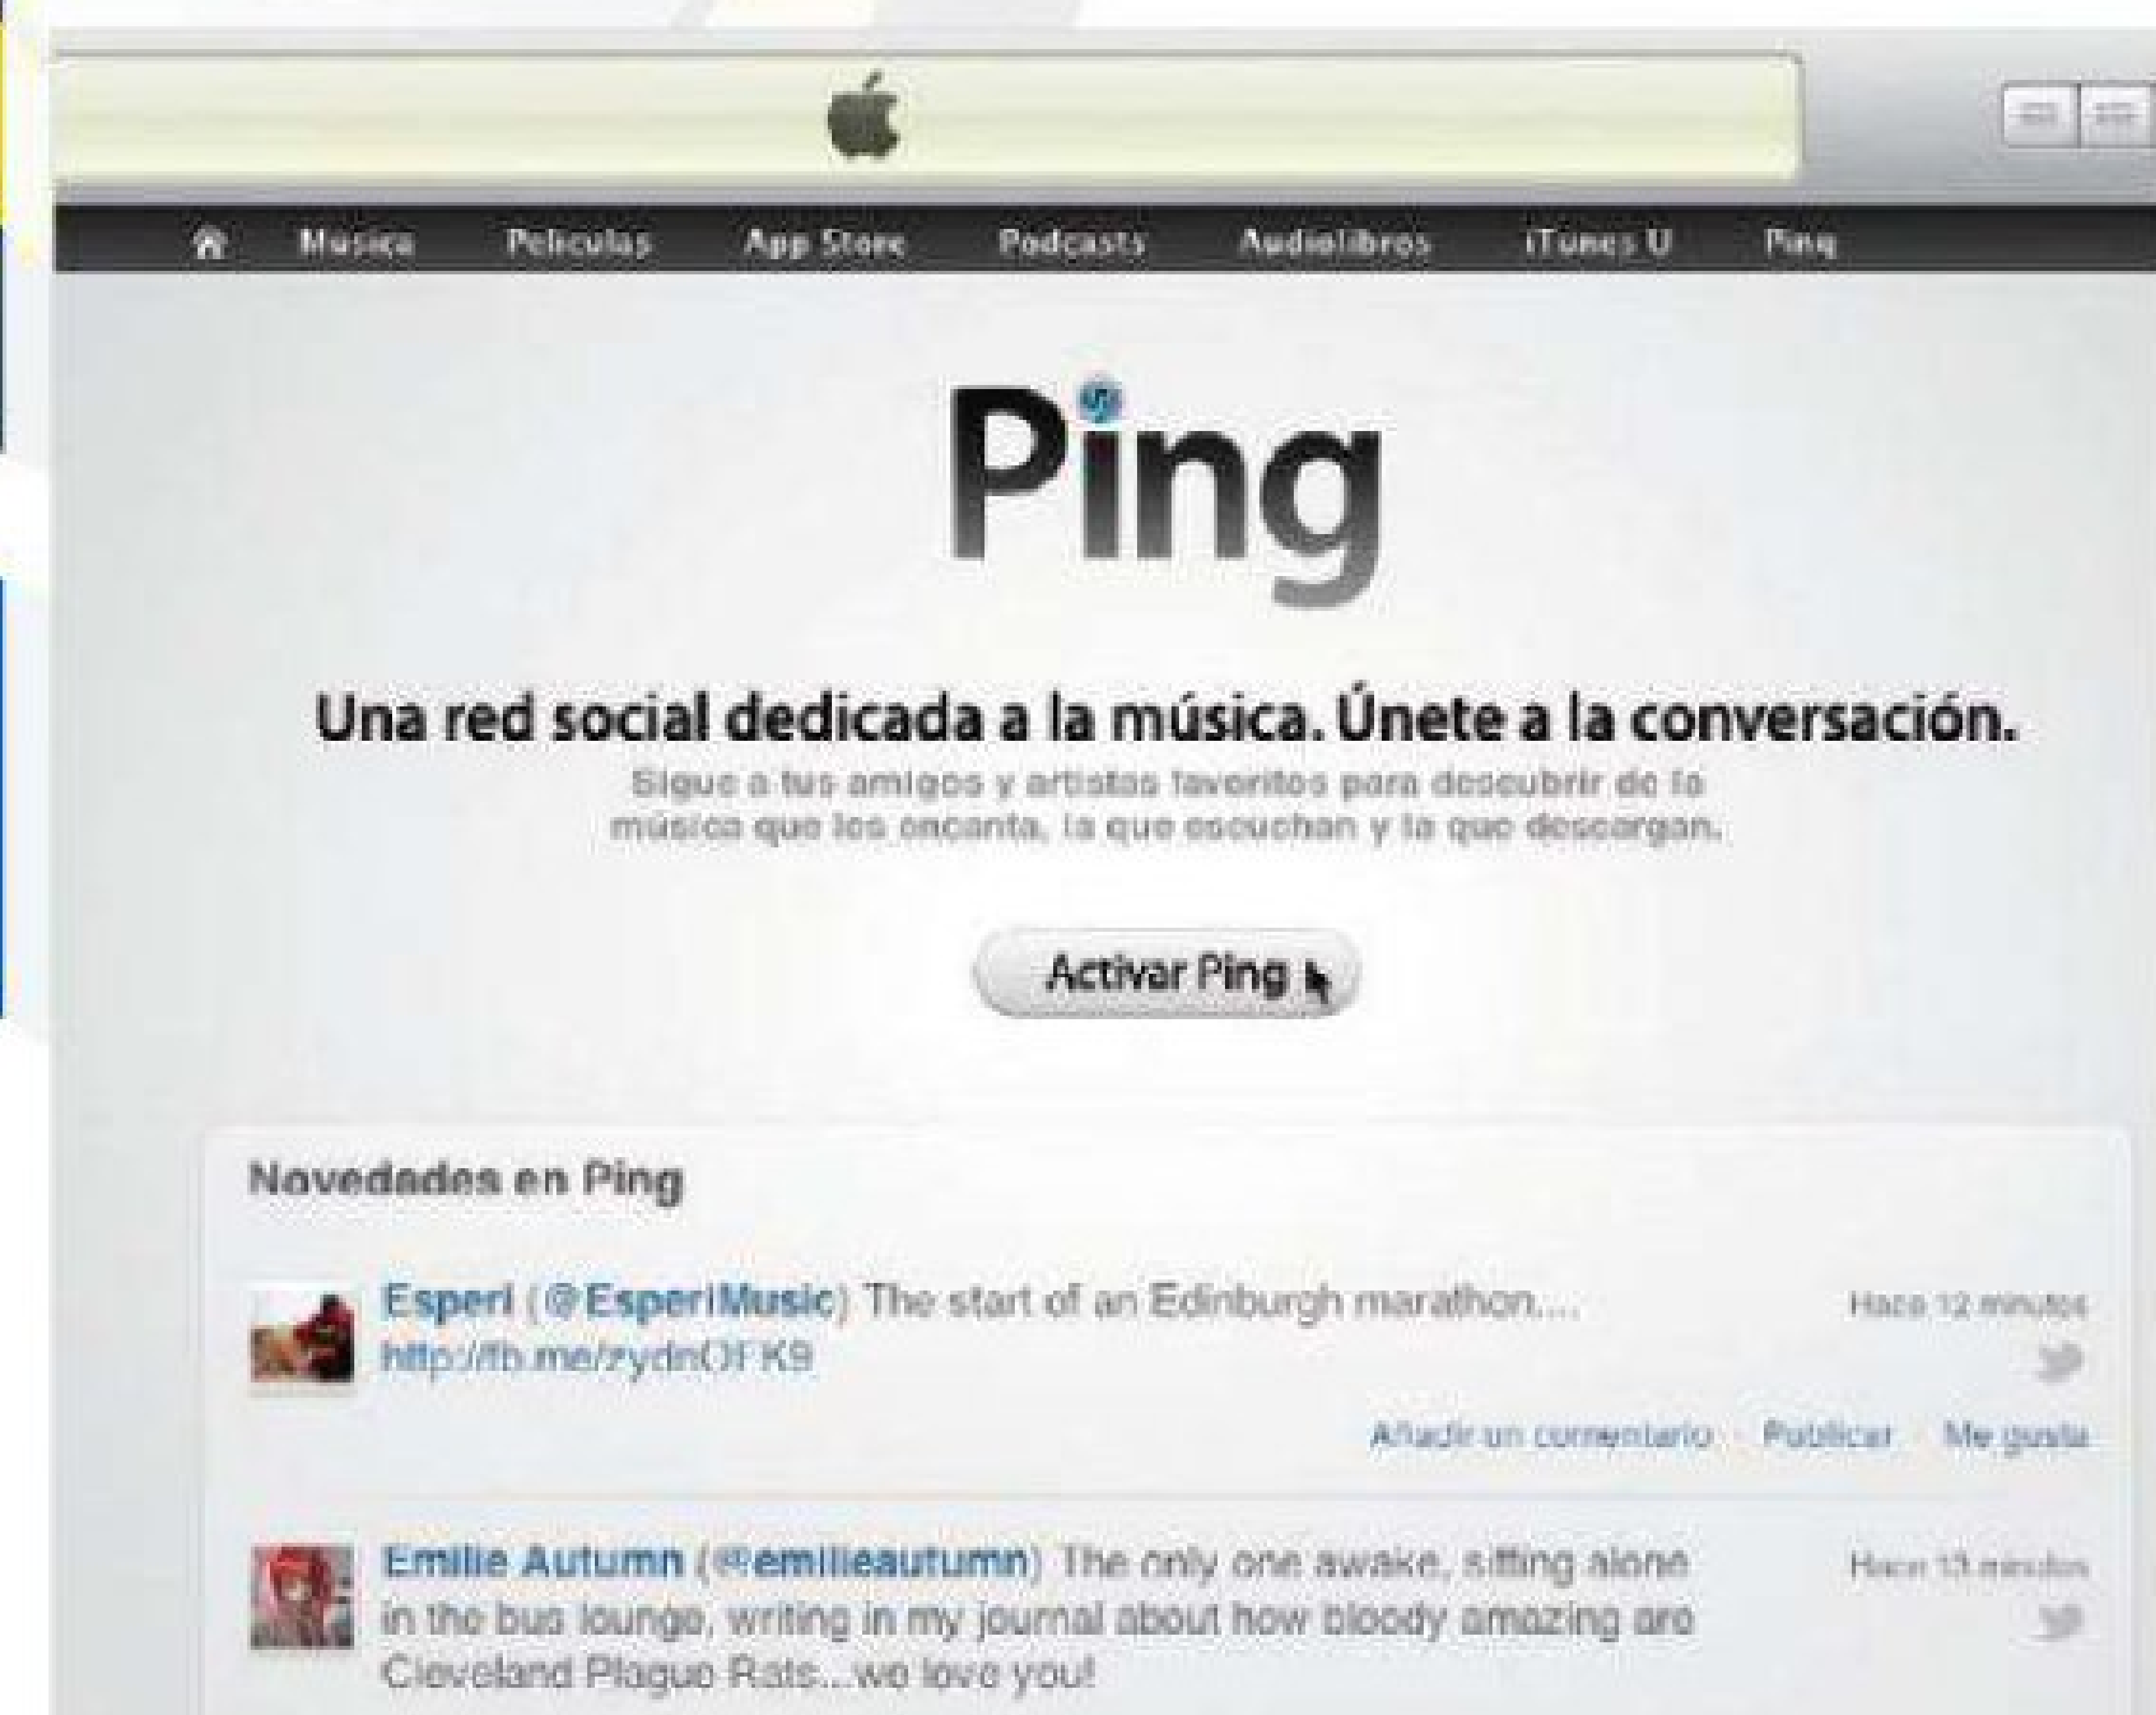 Música Películas App Store Podcasts Audiolibros iTunes U Ping
Ping
Una red social dedicada a la música. Únete a la conversación.
Sigue a tus amigos y artistas favoritos para descubrir de la
música que les encanta, la que escuchan y la que descargan.
Activar Ping
Novedades en Ping
Esperi (@EsperiMusic) The start of an Edinburgh marathon....
Hace 12 minutos
Añadir un comentario Publicar Me gusta
Emilie Autumn (@emilieautumn) The only one awake, sitting alone
Hace 13 minutos
in the bus lounge, writing in my journal about how bloody amazing are
Cleveland Plague Rats...we love you!